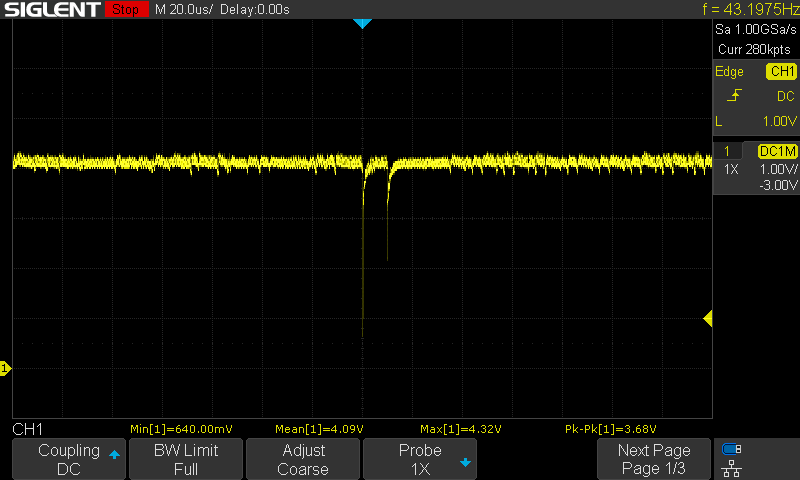 SIGLENT Stop M 20.0us/ Delay:0.00s f = 43.1975Hz
Sa 1.00GSa/s
Curr 280kpts
Edge CH1
DC
L 1.00V
1 DC1M
1X 1.00V/
-3.00V
1
CH1 Min[1]=640.00mV Mean[1]=4.09V Max[1]=4.32V Pk-Pk[1]=3.68V
Coupling BW Limit Adjust Probe Next Page
DC Full Coarse 1X Page 1/3